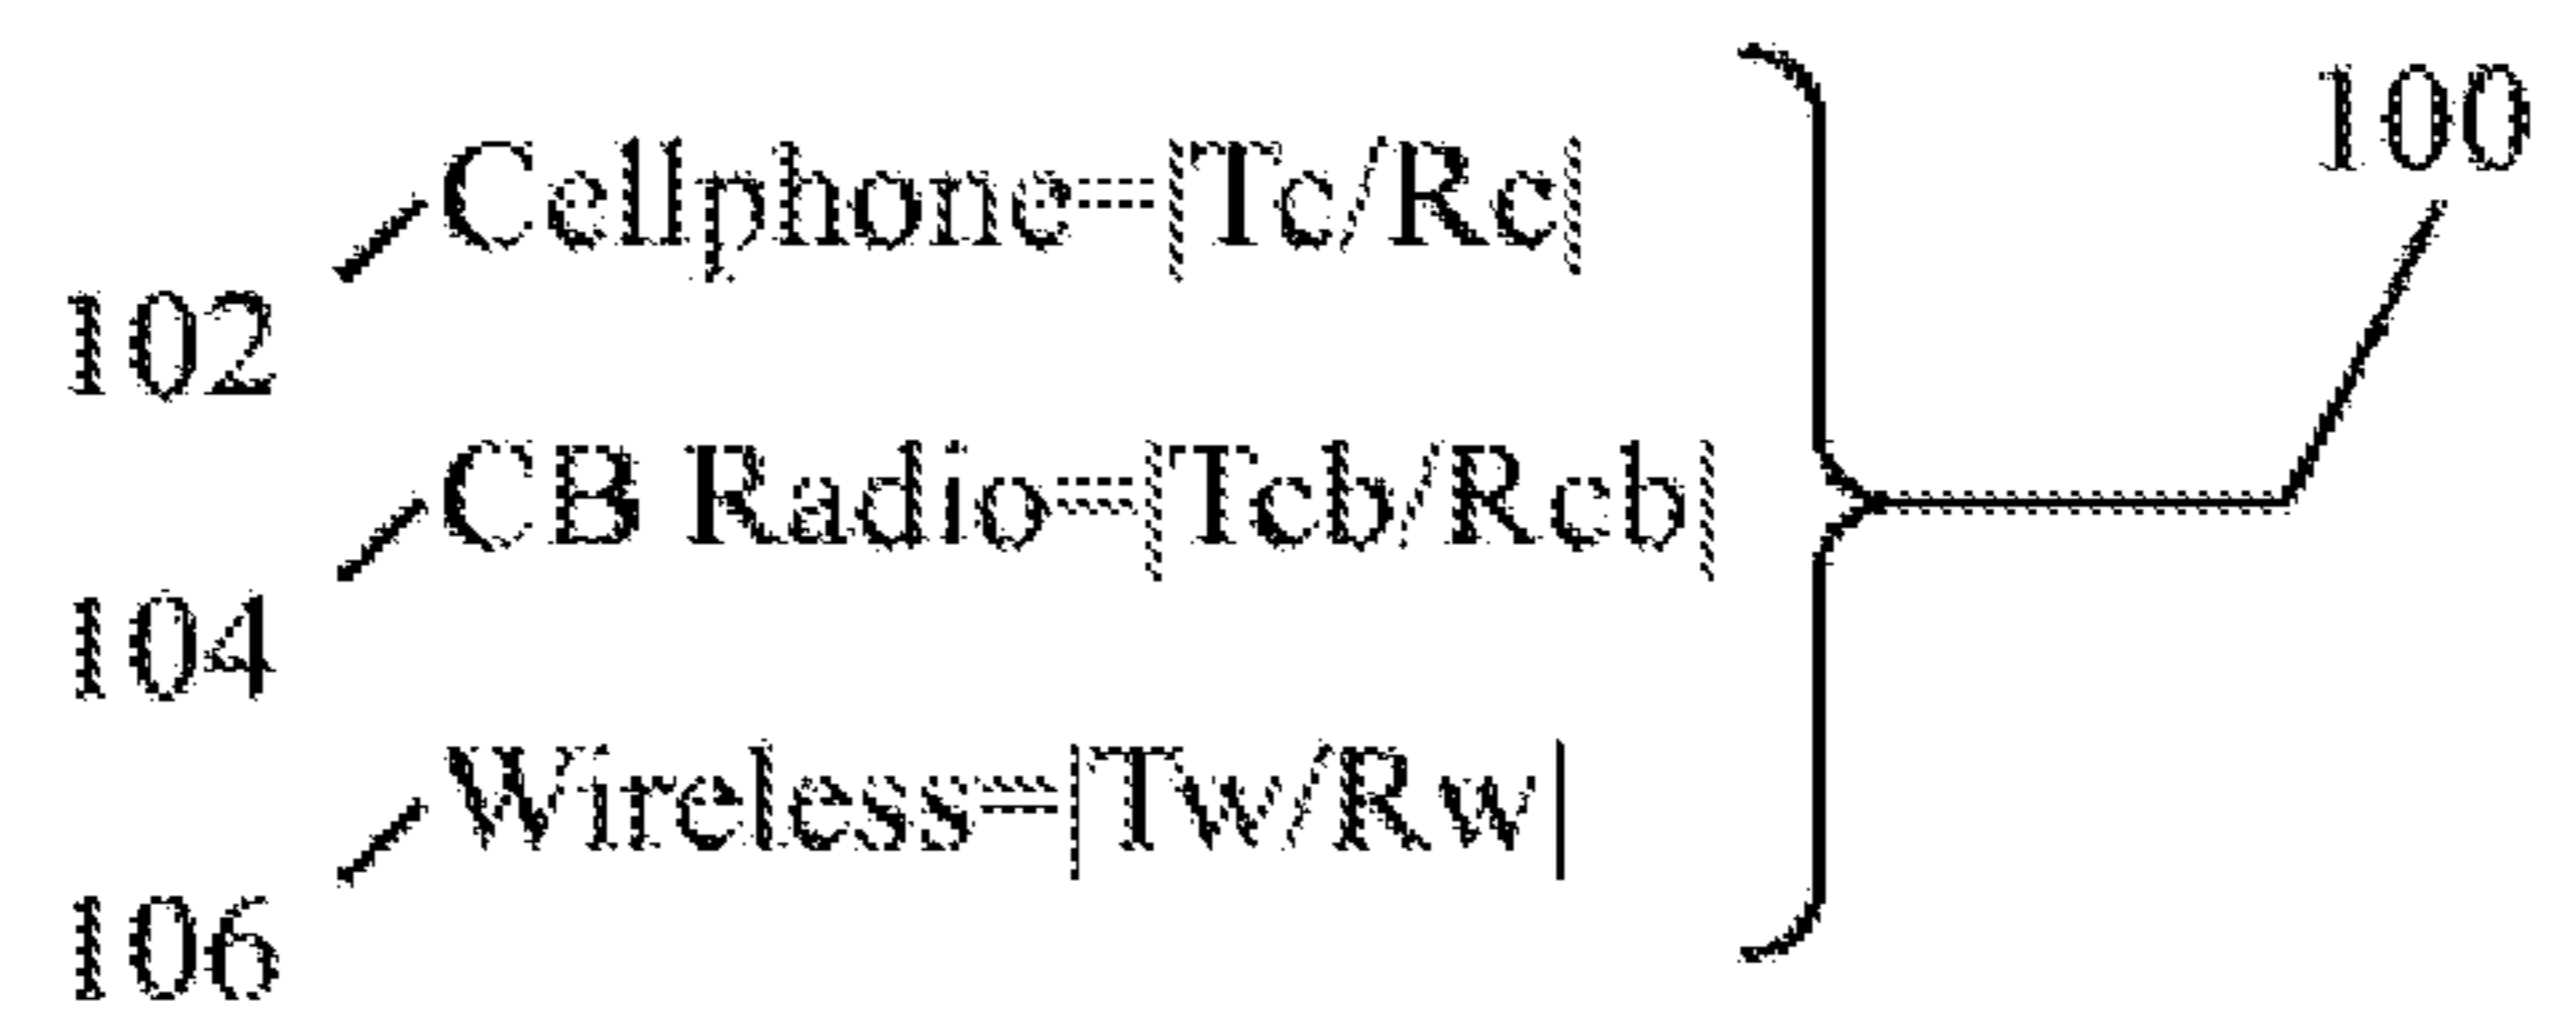 100
Cellphone=|Tc/Rc|
102
CB Radio=|Tcb/Rcb|
104
Wireless=|Tw/Rw|
106